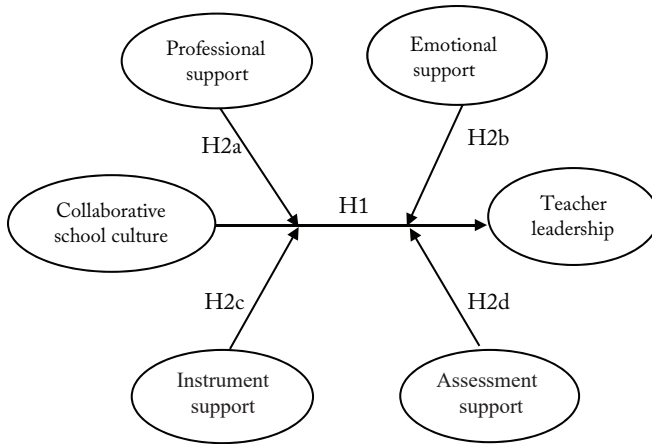 Professional
support
Emotional
support
H2a
H2b
Collaborative
school culture
H1
Teacher
leadership
H2c
H2d
Instrument
support
Assessment
support